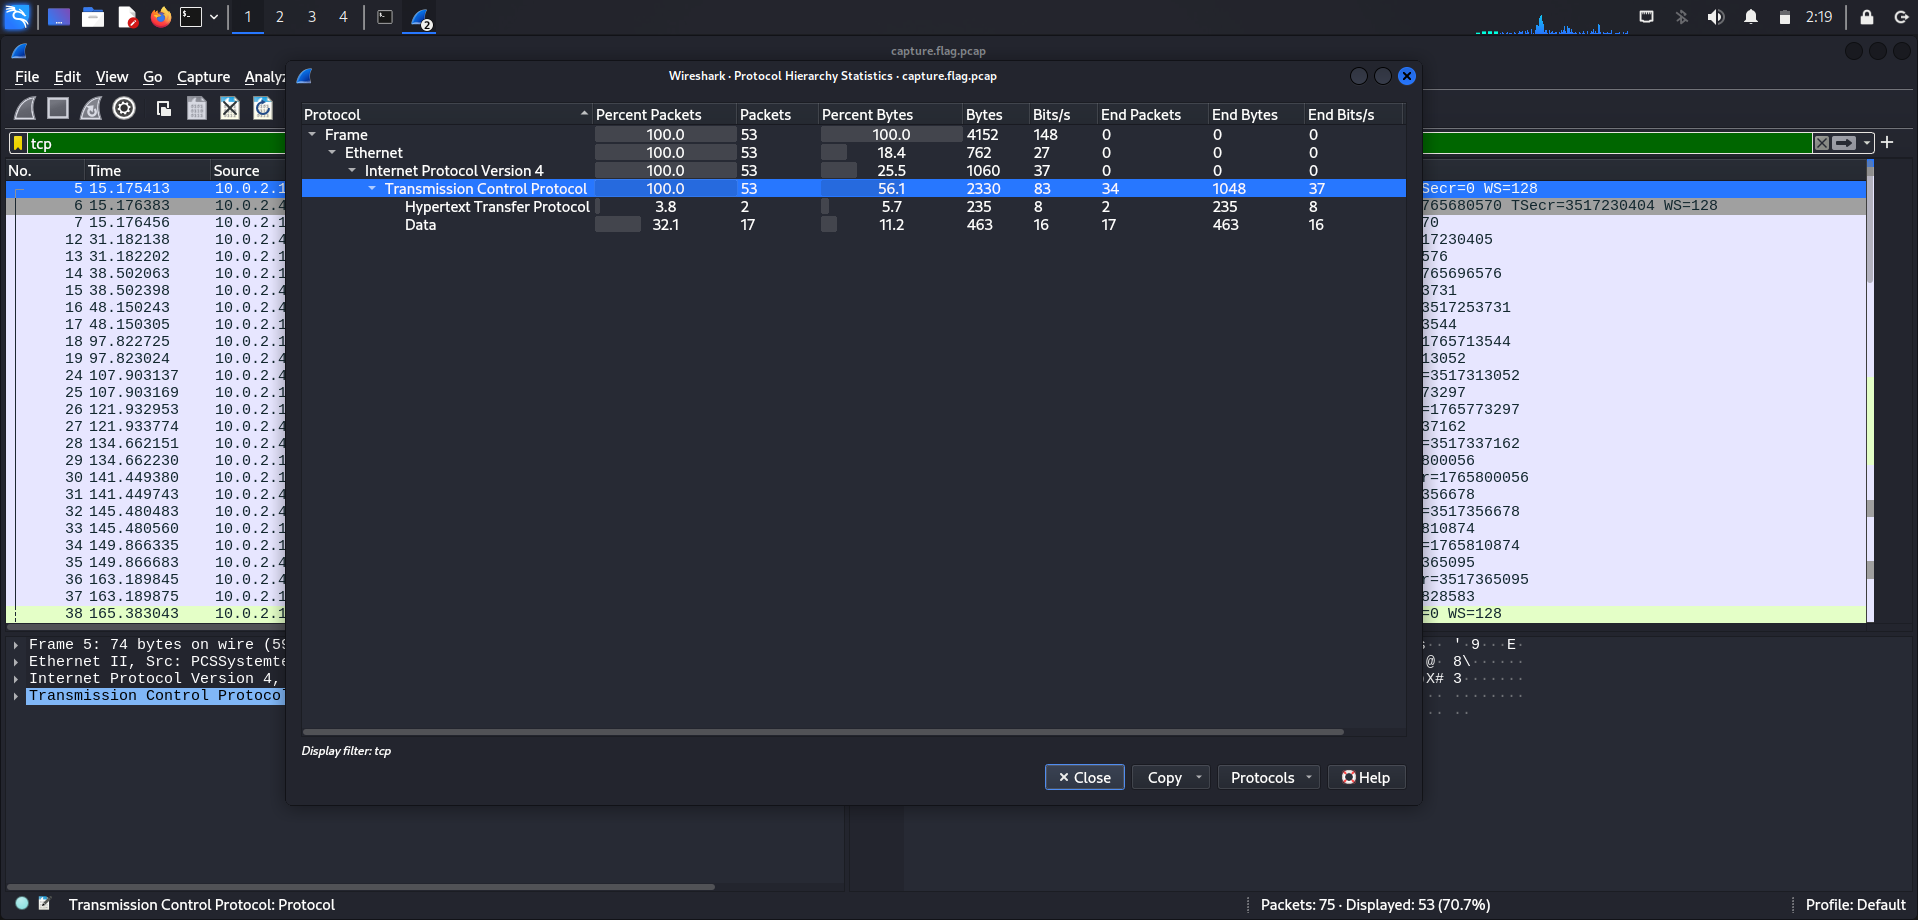 1 2 3 4 2 2:19
capture.flag.pcap
File Edit View Go Capture Analyz
Wireshark · Protocol Hierarchy Statistics · capture.flag.pcap
tcp
Protocol Percent Packets Packets Percent Bytes Bytes Bits/s End Packets End Bytes End Bits/s
Frame 100.0 53 100.0 4152 148 0 0 0
Ethernet 100.0 53 18.4 762 27 0 0 0
Internet Protocol Version 4 100.0 53 25.5 1060 37 0 0 0
Transmission Control Protocol 100.0 53 56.1 2330 83 34 1048 37
Hypertext Transfer Protocol 3.8 2 5.7 235 8 2 235 8
Data 32.1 17 11.2 463 16 17 463 16
Display filter: tcp
Close Copy Protocols Help
No. Time Source
5 15.175413 10.0.2.1 Secr=0 WS=128
6 15.176383 10.0.2.4 765680570 TSecr=3517230404 WS=128
7 15.176456 10.0.2.1 70
12 31.182138 10.0.2.4 17230405
13 31.182202 10.0.2.1 576
14 38.502063 10.0.2.1 765696576
15 38.502398 10.0.2.4 3731
16 48.150243 10.0.2.4 3517253731
17 48.150305 10.0.2.1 3544
18 97.822725 10.0.2.1 1765713544
19 97.823024 10.0.2.4 13052
24 107.903137 10.0.2.4 =3517313052
25 107.903169 10.0.2.1 73297
26 121.932953 10.0.2.1 =1765773297
27 121.933774 10.0.2.4 37162
28 134.662151 10.0.2.4 =3517337162
29 134.662230 10.0.2.1 800056
30 141.449380 10.0.2.1 r=1765800056
31 141.449743 10.0.2.4 356678
32 145.480483 10.0.2.4 =3517356678
33 145.480560 10.0.2.1 810874
34 149.866335 10.0.2.1 =1765810874
35 149.866683 10.0.2.4 365095
36 163.189845 10.0.2.4 r=3517365095
37 163.189875 10.0.2.1 828583
38 165.383043 10.0.2.1 =0 WS=128
Frame 5: 74 bytes on wire (59
Ethernet II, Src: PCSSystemte
Internet Protocol Version 4,
Transmission Control Protocol
s·· '·9···E·
@· 8\······
X# 3·······
·· ········
·· ··
Transmission Control Protocol: Protocol
Packets: 75 · Displayed: 53 (70.7%)
Profile: Default